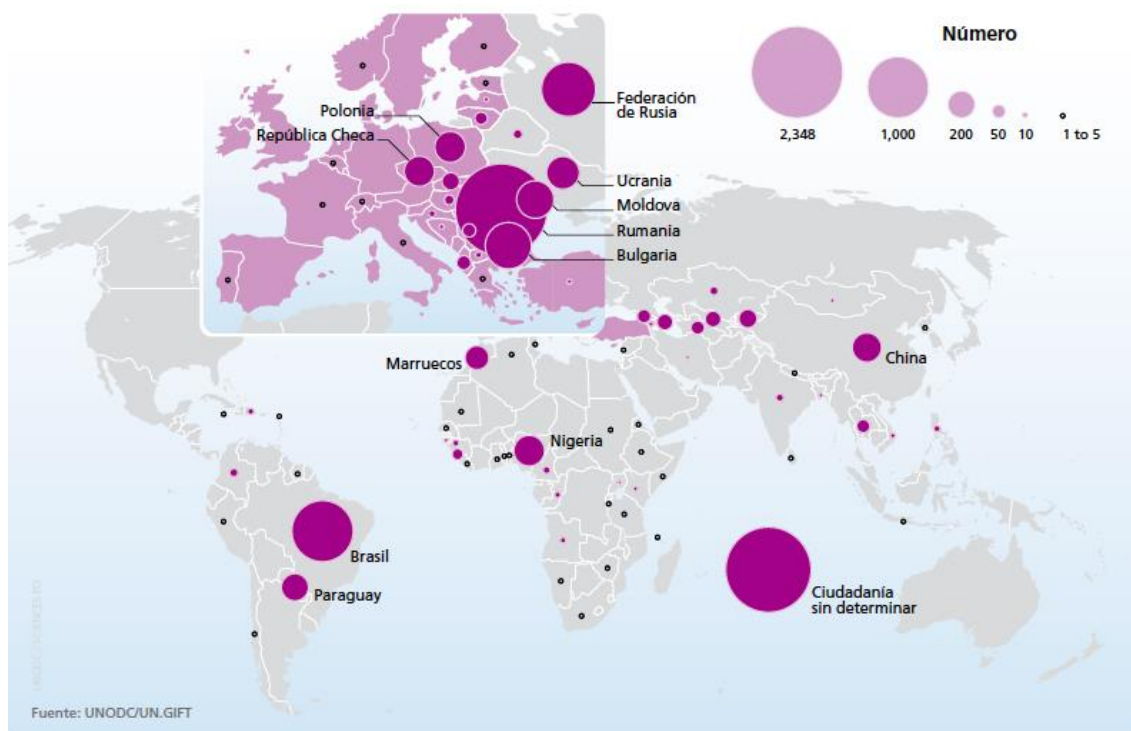 Número
2,348
1,000
200
50
10
1 to 5
Federación
de Rusia
Polonia
República Checa
Ucrania
Moldova
Rumania
Bulgaria
Marruecos
China
Nigeria
Brasil
Paraguay
Ciudadanía
sin determinar
Fuente: UNODC/UN.GIFT